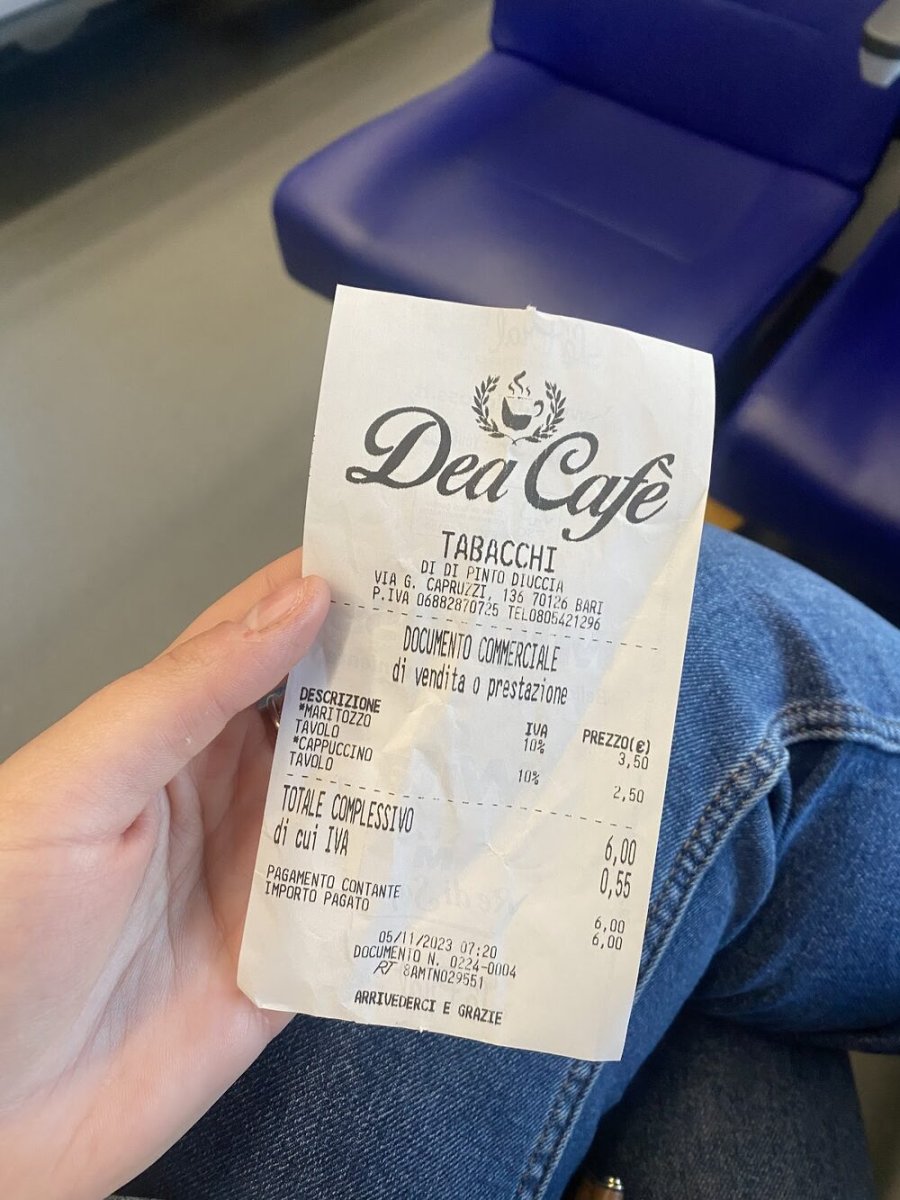 Dea Cafè
TABACCHI
DI DI PINTO DIUCCIA
VIA G. CAPRUZZI, 136 70126 BARI
P.IVA 06882870725 TEL0805421296
DOCUMENTO COMMERCIALE
di vendita o prestazione
DESCRIZIONE IVA PREZZO(€)
*MARITOZZO 10% 3,50
TAVOLO
*CAPPUCCINO 10% 2,50
TAVOLO
TOTALE COMPLESSIVO 6,00
di cui IVA 0,55
PAGAMENTO CONTANTE 6,00
IMPORTO PAGATO 6,00
05/11/2023 07:20
DOCUMENTO N. 0224-0004
RT 8AMTN029551
ARRIVEDERCI E GRAZIE